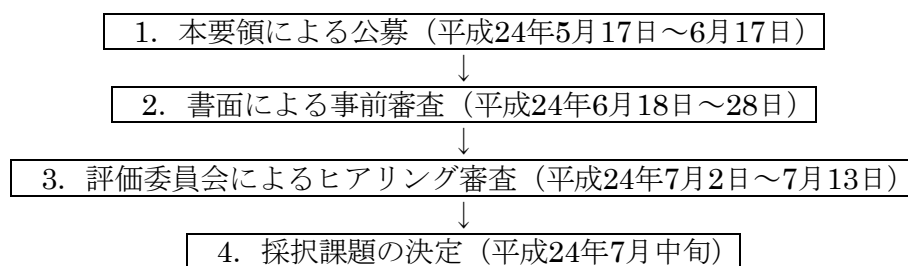 1. 本要領による公募（平成24年5月17日～6月17日）
↓
2. 書面による事前審査（平成24年6月18日～28日）
↓
3. 評価委員会によるヒアリング審査（平成24年7月2日～7月13日）
↓
4. 採択課題の決定（平成24年7月中旬）